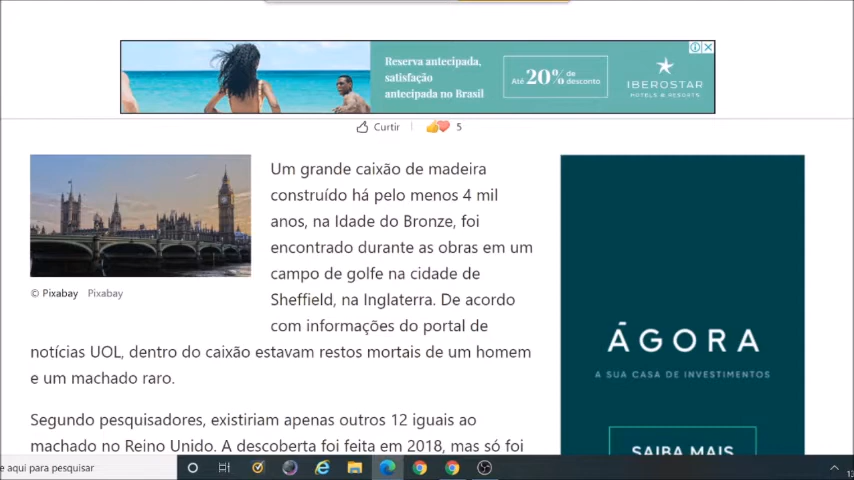 Reserva antecipada,
satisfação
antecipada no Brasil
Até 20% de desconto
IBEROSTAR
HOTELS & RESORTS
Curtir
5
Um grande caixão de madeira
construído há pelo menos 4 mil
anos, na Idade do Bronze, foi
encontrado durante as obras em um
campo de golfe na cidade de
Sheffield, na Inglaterra. De acordo
com informações do portal de
notícias UOL, dentro do caixão estavam restos mortais de um homem
e um machado raro.
© Pixabay Pixabay
Segundo pesquisadores, existiriam apenas outros 12 iguais ao
machado no Reino Unido. A descoberta foi feita em 2018, mas só foi
ÁGORA
A SUA CASA DE INVESTIMENTOS
SAIBA MAIS
e aqui para pesquisar
13